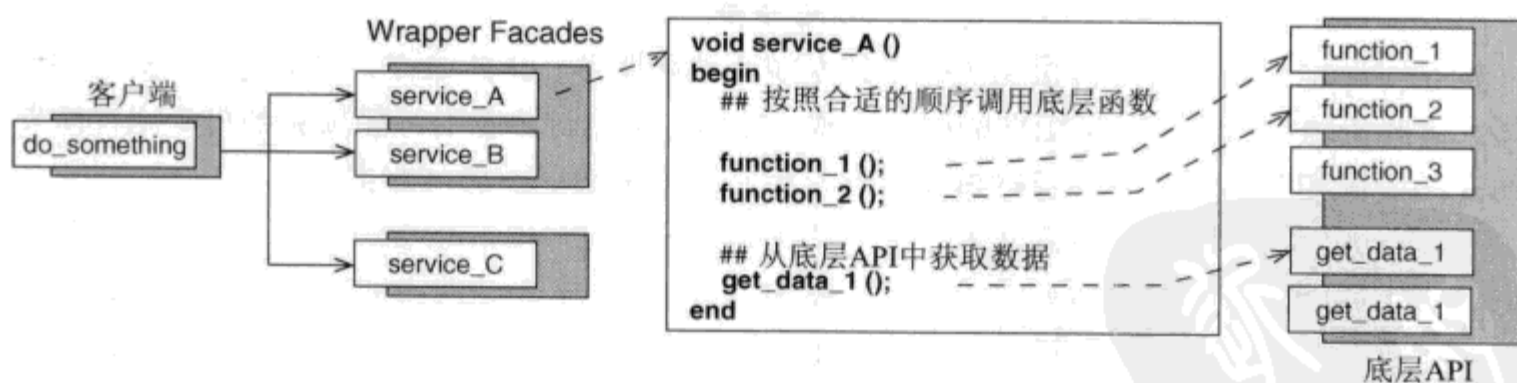 客户端
do_something
Wrapper Facades
service_A
service_B
service_C
void service_A ()
begin
## 按照合适的顺序调用底层函数
function_1 ();
function_2 ();
## 从底层API中获取数据
get_data_1 ();
end
function_1
function_2
function_3
get_data_1
get_data_1
底层API